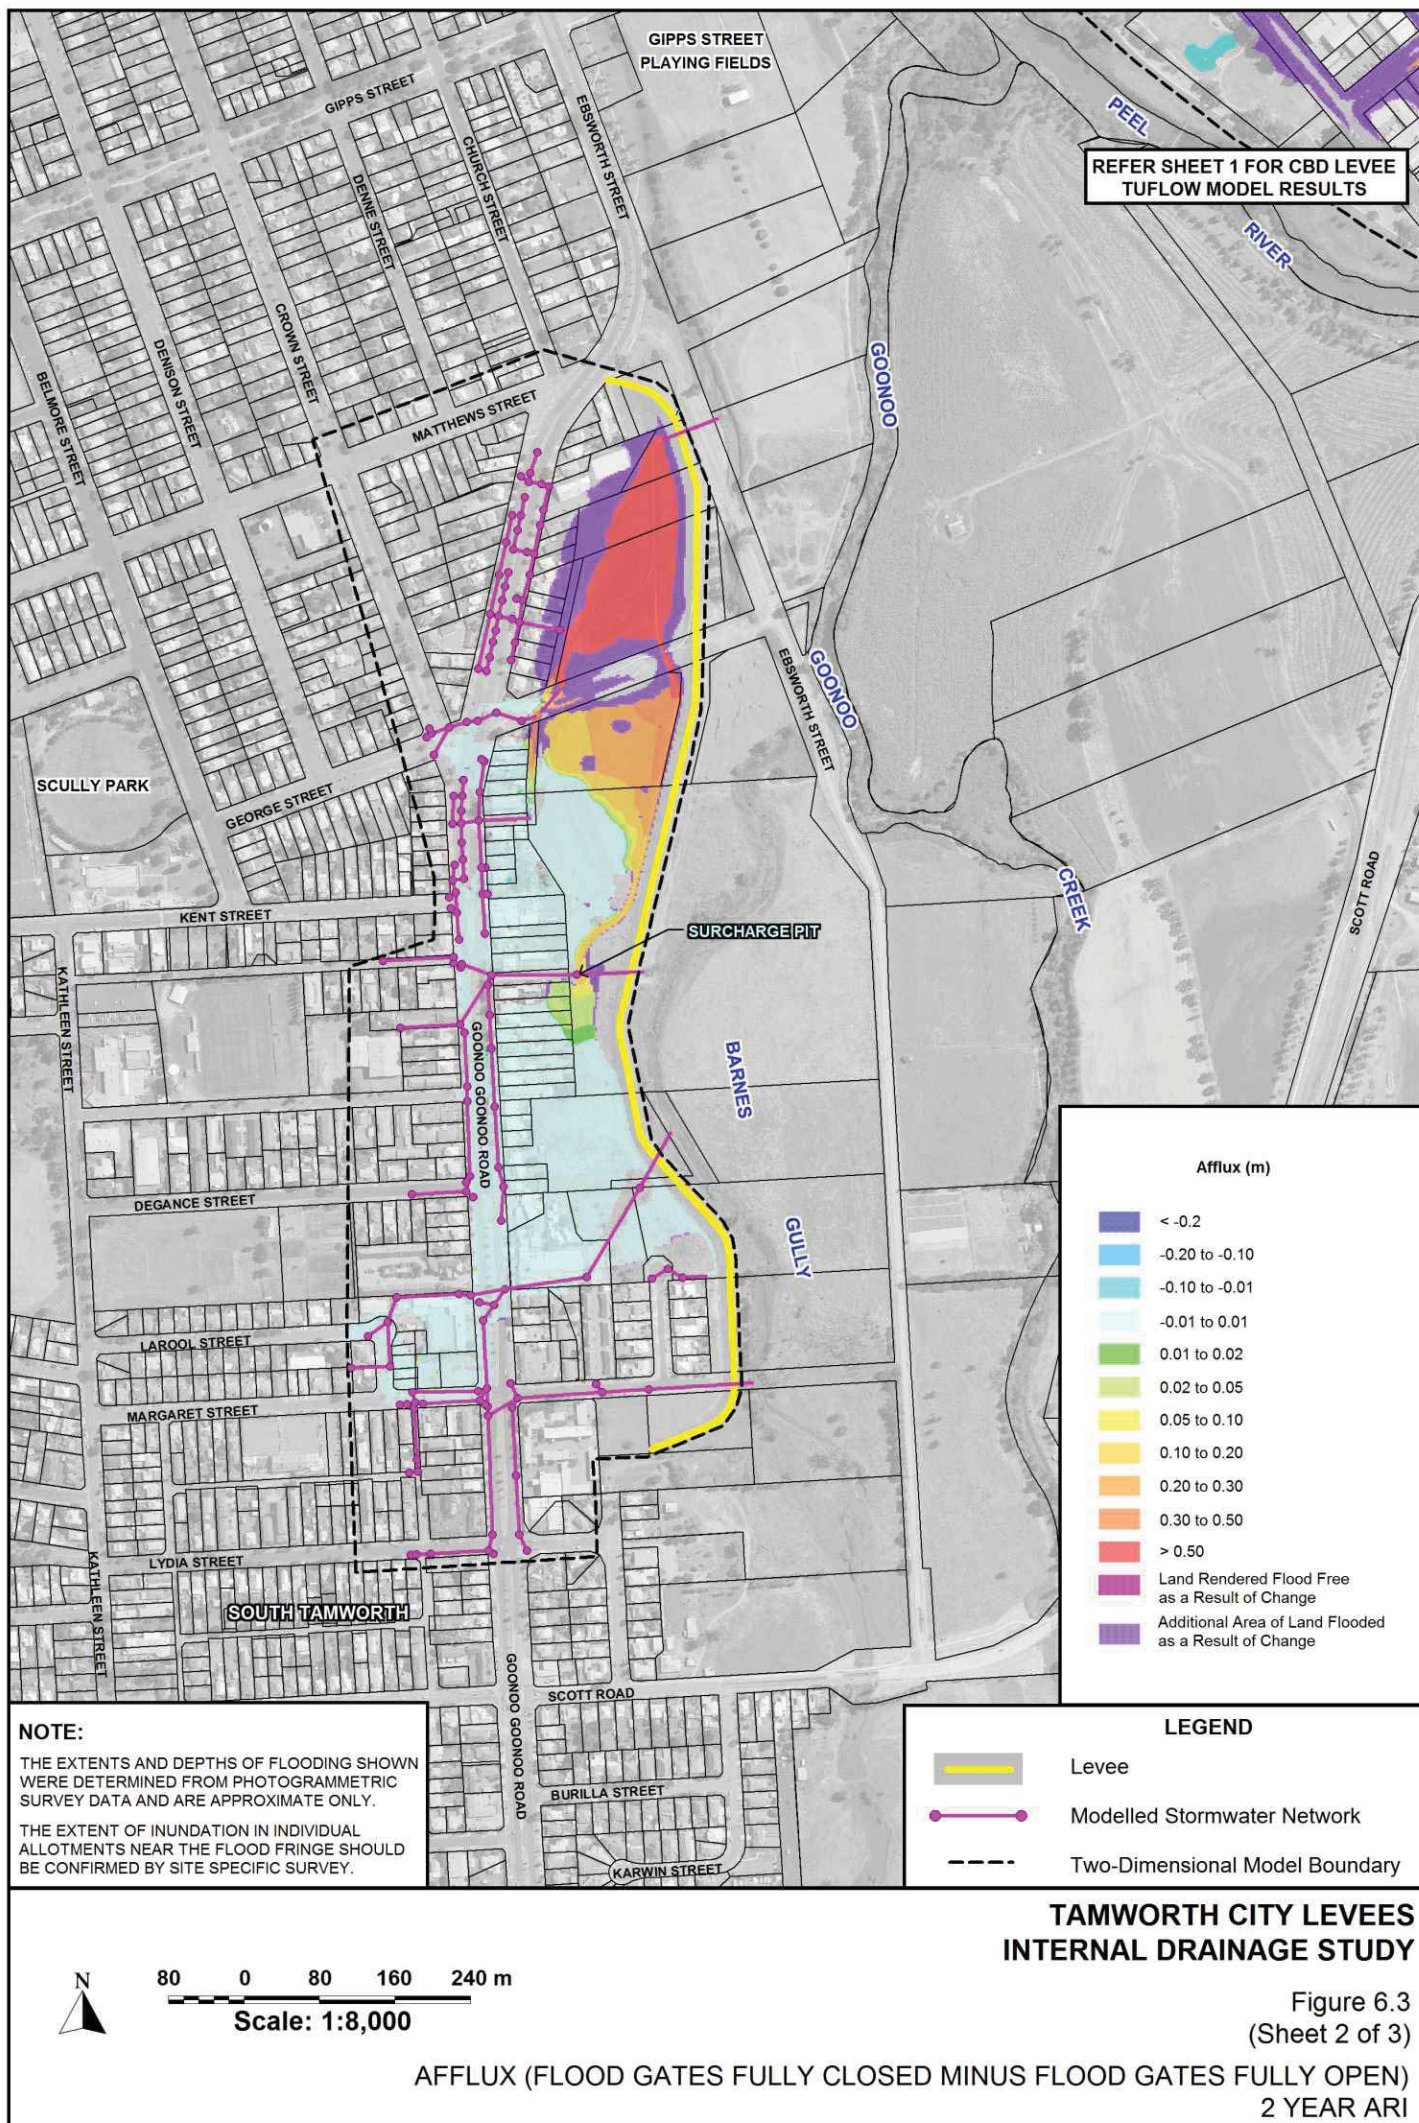 GIPPS STREET
PLAYING FIELDS
GIPPS STREET
EBSWORTH STREET
CHURCH STREET
DENNE STREET
CROWN STREET
DENISON STREET
BELMORE STREET
MATTHEWS STREET
PEEL
RIVER
REFER SHEET 1 FOR CBD LEVEE
TUFLOW MODEL RESULTS
GOONOO
GOONOO
CREEK
EBSWORTH STREET
SCOTT ROAD
SCULLY PARK
GEORGE STREET
KENT STREET
SURCHARGE PIT
KATHLEEN STREET
GOONOO GOONOO ROAD
BARNES
GULLY
DEGANCE STREET
LAROOL STREET
MARGARET STREET
LYDIA STREET
KATHLEEN STREET
SOUTH TAMWORTH
GOONOO GOONOO ROAD
SCOTT ROAD
BURILLA STREET
KARWIN STREET
Afflux (m)
< -0.2
-0.20 to -0.10
-0.10 to -0.01
-0.01 to 0.01
0.01 to 0.02
0.02 to 0.05
0.05 to 0.10
0.10 to 0.20
0.20 to 0.30
0.30 to 0.50
> 0.50
Land Rendered Flood Free
as a Result of Change
Additional Area of Land Flooded
as a Result of Change
NOTE:
THE EXTENTS AND DEPTHS OF FLOODING SHOWN
WERE DETERMINED FROM PHOTOGRAMMETRIC
SURVEY DATA AND ARE APPROXIMATE ONLY.
THE EXTENT OF INUNDATION IN INDIVIDUAL
ALLOTMENTS NEAR THE FLOOD FRINGE SHOULD
BE CONFIRMED BY SITE SPECIFIC SURVEY.
LEGEND
Levee
Modelled Stormwater Network
Two-Dimensional Model Boundary
N
80 0 80 160 240 m
Scale: 1:8,000
TAMWORTH CITY LEVEES
INTERNAL DRAINAGE STUDY
Figure 6.3
(Sheet 2 of 3)
AFFLUX (FLOOD GATES FULLY CLOSED MINUS FLOOD GATES FULLY OPEN)
2 YEAR ARI